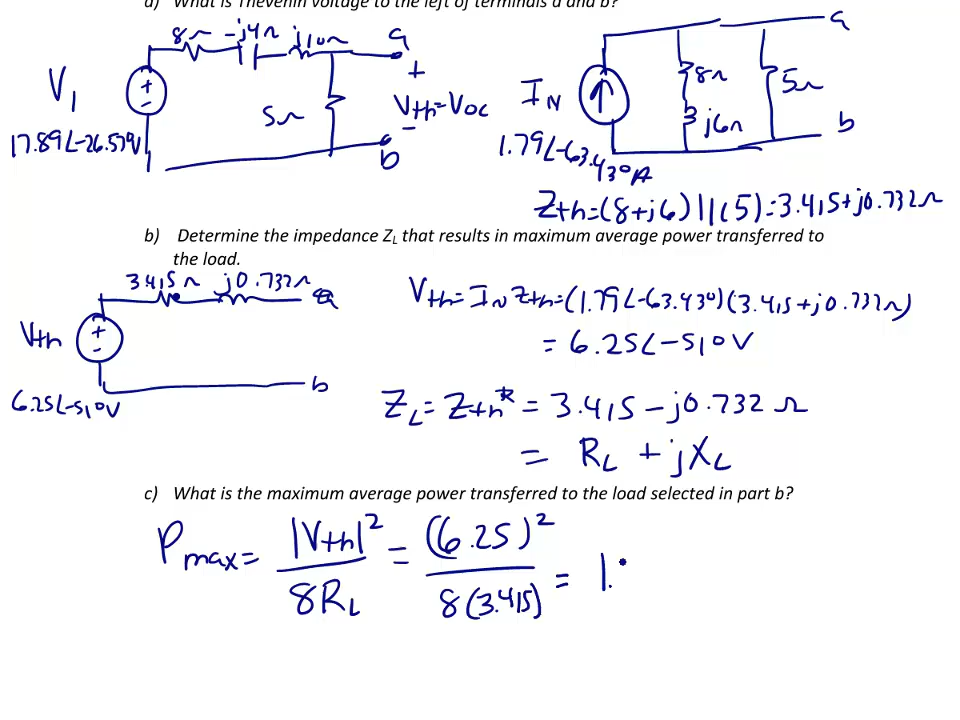 a) What is Thevenin voltage to the left of terminals a and b?
8Ω -j4Ω j10Ω a
V1 + - 5Ω + Vth=Voc - b
17.89∠-26.57°V
IN 8Ω j6Ω 5Ω a b
1.79∠-63.43°A
Zth=(8+j6)||(5)=3.415+j0.732Ω
b) Determine the impedance ZL that results in maximum average power transferred to
the load.
3.415Ω j0.732Ω a
Vth + - b
6.25∠-51°V
Vth=INZth=(1.79∠-63.43°)(3.415+j0.732Ω)
= 6.25∠-51°V
ZL=Zth*=3.415-j0.732Ω
= RL + jXL
c) What is the maximum average power transferred to the load selected in part b?
Pmax= |Vth|²/8RL = (6.25)²/8(3.415) = 1.